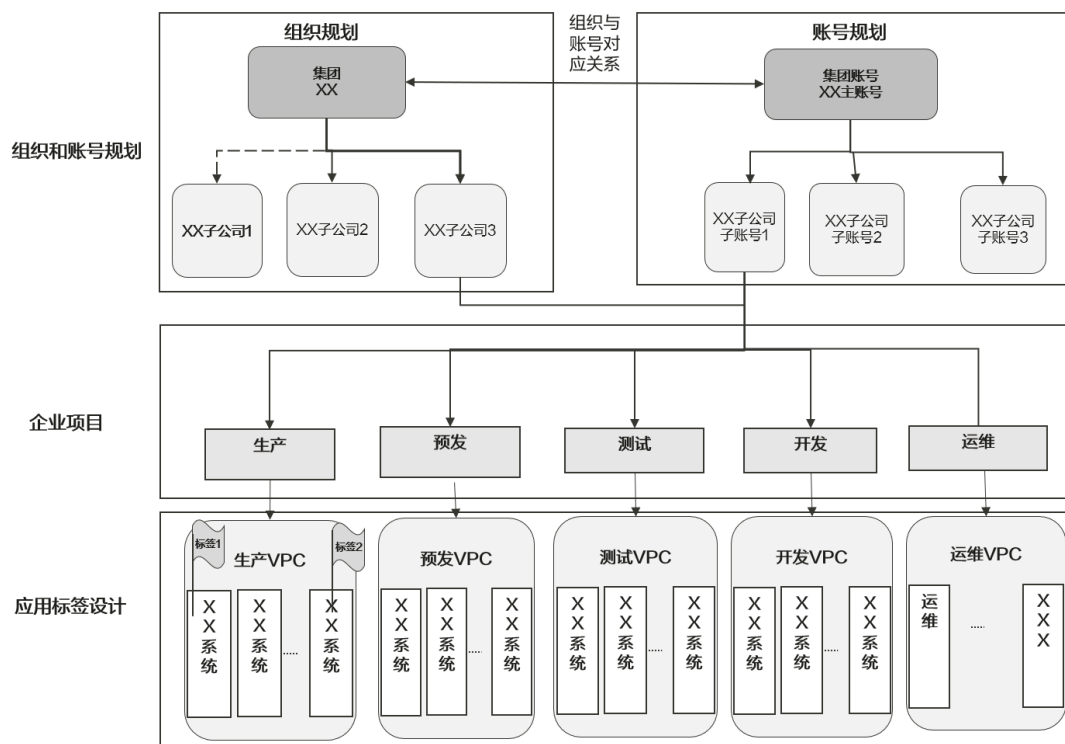 组织规划
组织与
账号对
应关系
账号规划
集团
XX
集团账号
XX主账号
组织和账号规划
XX子公司1
XX子公司2
XX子公司3
XX子公司
子账号1
XX子公司
子账号2
XX子公司
子账号3
企业项目
生产
预发
测试
开发
运维
应用标签设计
标签1
标签2
生产VPC
预发VPC
测试VPC
开发VPC
运维VPC
XX系统
XX系统
.....
XX系统
XX系统
XX系统
.....
XX系统
XX系统
XX系统
.....
XX系统
XX系统
XX系统
.....
XX系统
运维
.....
XXX